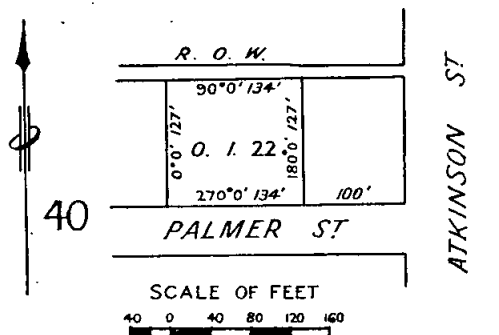 R. O. W.
90°0' 134'
0°0' 127'
O. 1. 22
180°0' 127'
270°0' 134'
100'
40
PALMER ST
ATKINSON ST
SCALE OF FEET
40 0 40 80 120 160